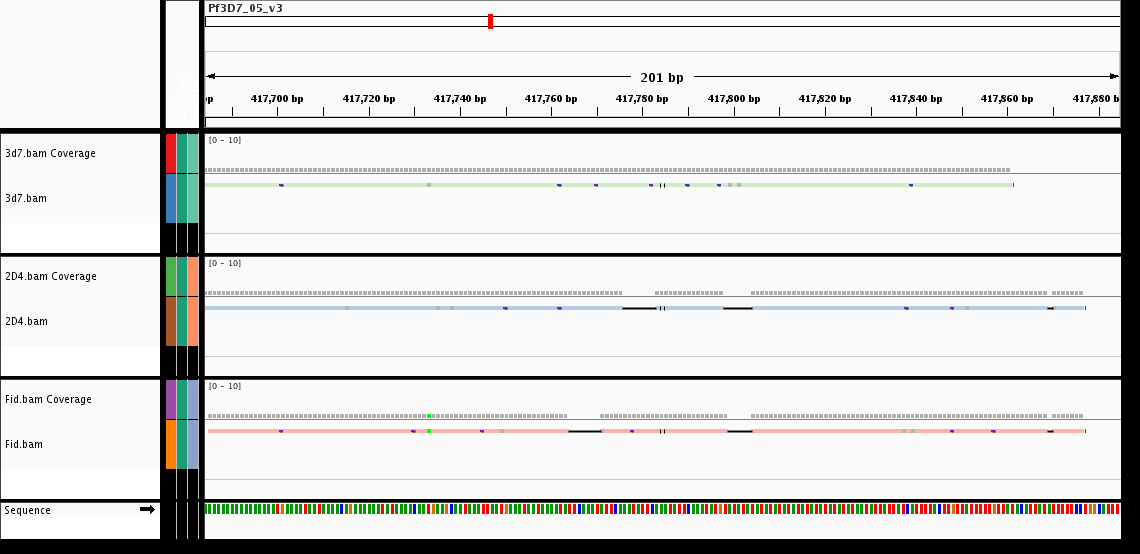 Pf3D7_05_v3
201 bp
p 417,700 bp 417,720 bp 417,740 bp 417,760 bp 417,780 bp 417,800 bp 417,820 bp 417,840 bp 417,860 bp 417,880 b
[0 - 10]
3d7.bam Coverage
3d7.bam
[0 - 10]
2D4.bam Coverage
2D4.bam
[0 - 10]
Fid.bam Coverage
Fid.bam
Sequence